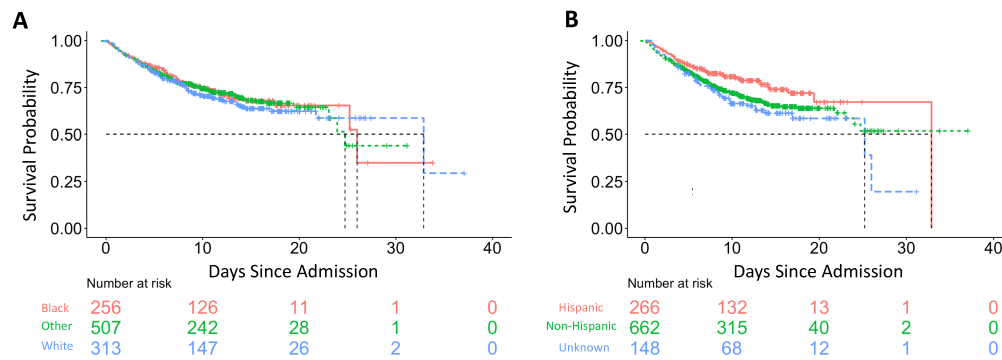 A
B
Survival Probability
1.00
0.75
0.50
0.25
0.00
0 10 20 30 40
Days Since Admission
Number at risk
Black 256 126 11 1 0
Other 507 242 28 1 0
White 313 147 26 2 0
Survival Probability
1.00
0.75
0.50
0.25
0.00
0 10 20 30 40
Days Since Admission
Number at risk
Hispanic 266 132 13 1 0
Non-Hispanic 662 315 40 2 0
Unknown 148 68 12 1 0